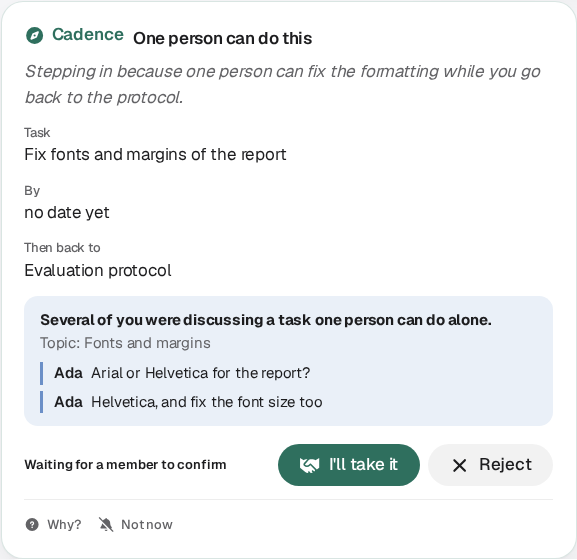 Cadence One person can do this
Stepping in because one person can fix the formatting while you go
back to the protocol.
Task
Fix fonts and margins of the report
By
no date yet
Then back to
Evaluation protocol
Several of you were discussing a task one person can do alone.
Topic: Fonts and margins
Ada Arial or Helvetica for the report?
Ada Helvetica, and fix the font size too
Waiting for a member to confirm I'll take it Reject
Why? Not now